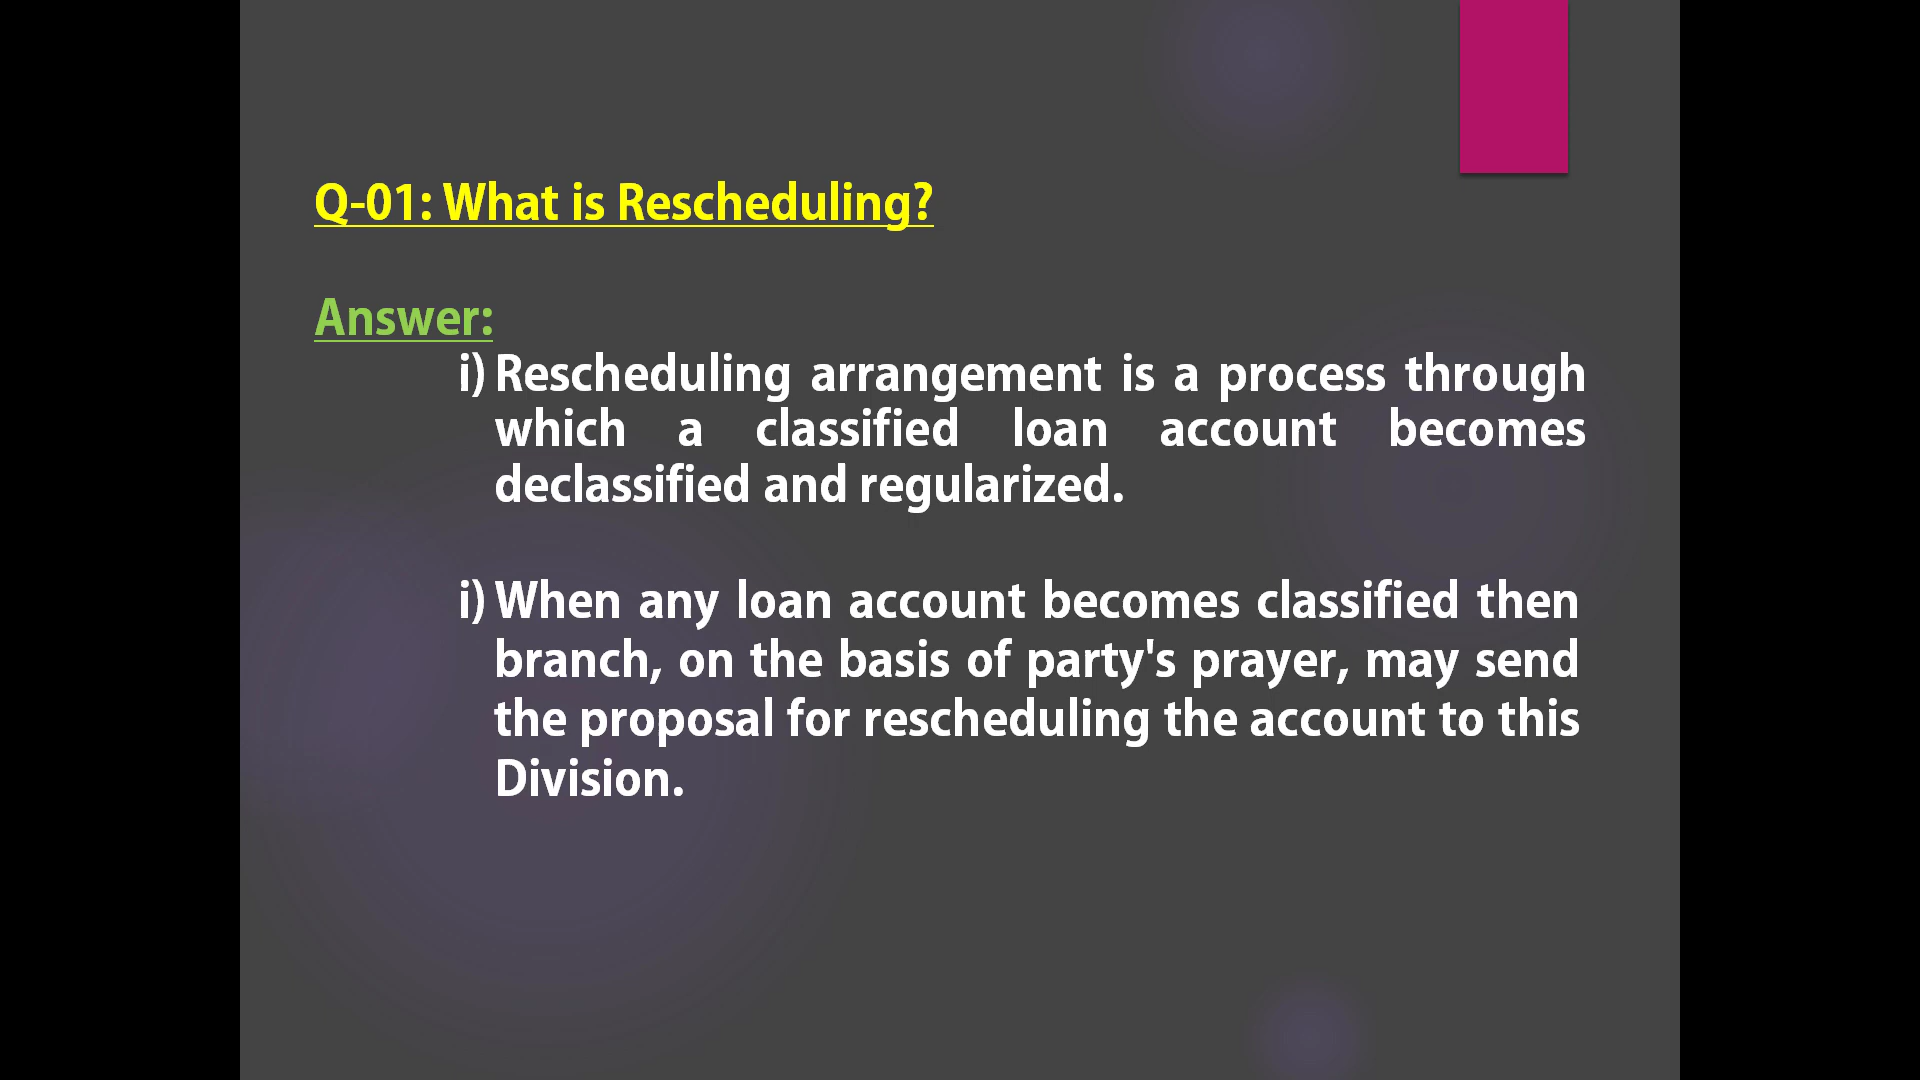 Q-01: What is Rescheduling?
Answer:
i) Rescheduling arrangement is a process through
which a classified loan account becomes
declassified and regularized.
i) When any loan account becomes classified then
branch, on the basis of party's prayer, may send
the proposal for rescheduling the account to this
Division.